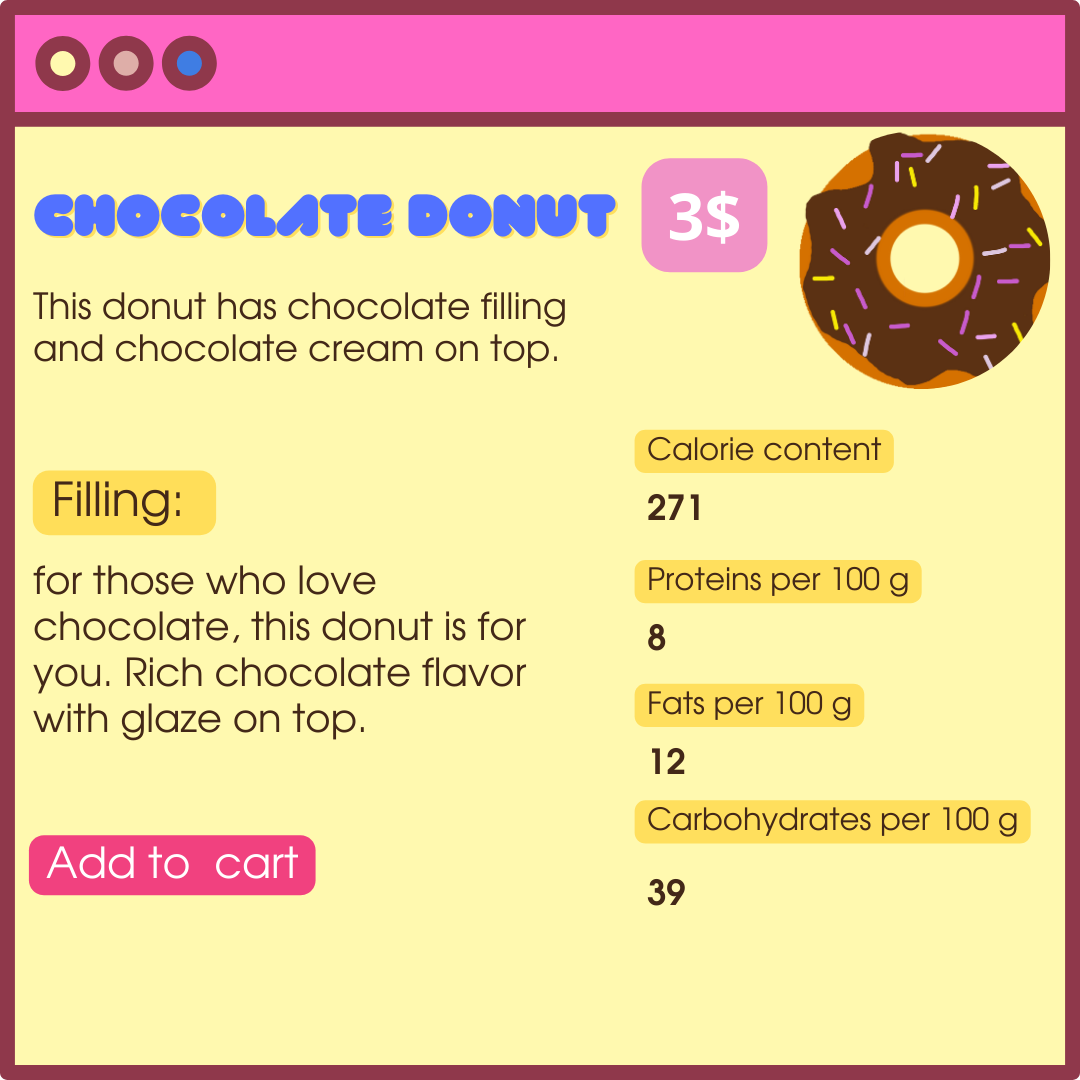 CHOCOLATE DONUT
3$
This donut has chocolate filling
and chocolate cream on top.
Filling:
for those who love
chocolate, this donut is for
you. Rich chocolate flavor
with glaze on top.
Add to  cart
Calorie content
271
Proteins per 100 g
8
Fats per 100 g
12
Carbohydrates per 100 g
39